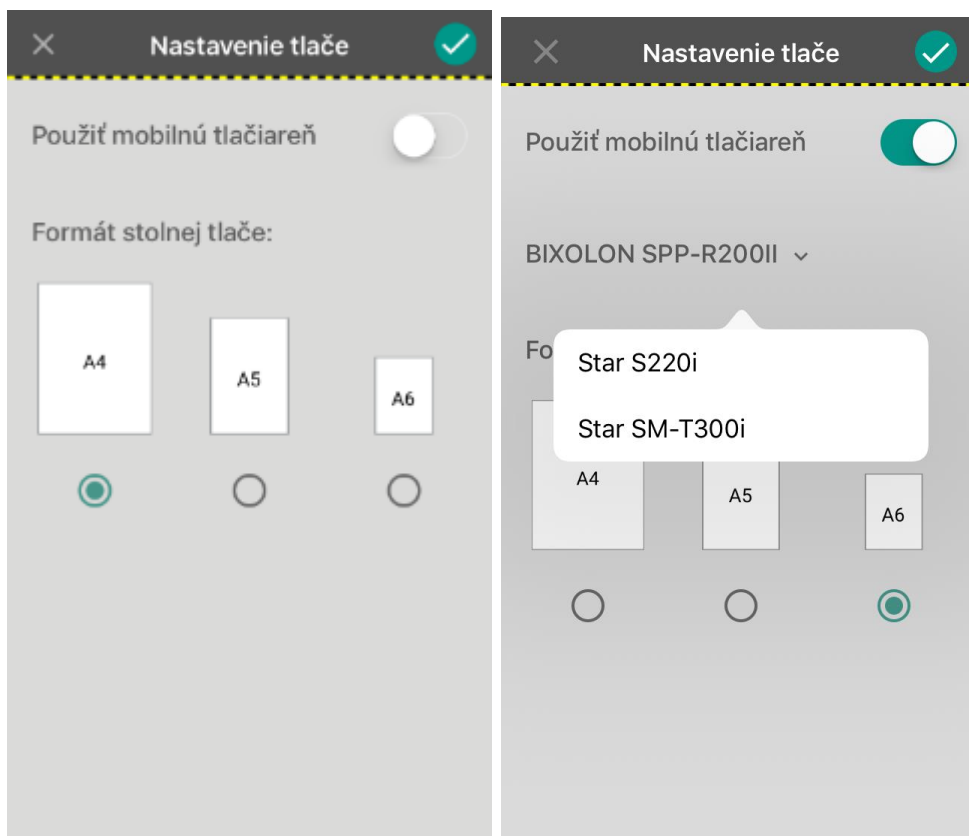 Nastavenie tlače
Použiť mobilnú tlačiareň
Formát stolnej tlače:
A4
A5
A6
Nastavenie tlače
Použiť mobilnú tlačiareň
BIXOLON SPP-R200II
Fo
Star S220i
Star SM-T300i
A4
A5
A6